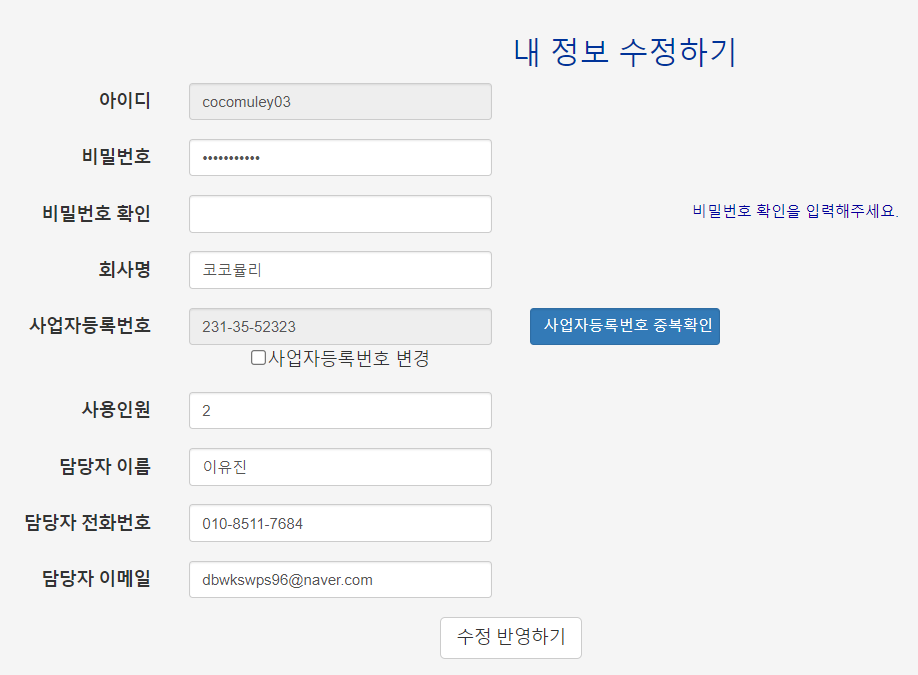 내 정보 수정하기
아이디 cocomuley03
비밀번호 •••••••••••
비밀번호 확인 비밀번호 확인을 입력해주세요.
회사명 코코뮬리
사업자등록번호 231-35-52323 사업자등록번호 중복확인
사업자등록번호 변경
사용인원 2
담당자 이름 이유진
담당자 전화번호 010-8511-7684
담당자 이메일 dbwkswps96@naver.com
수정 반영하기